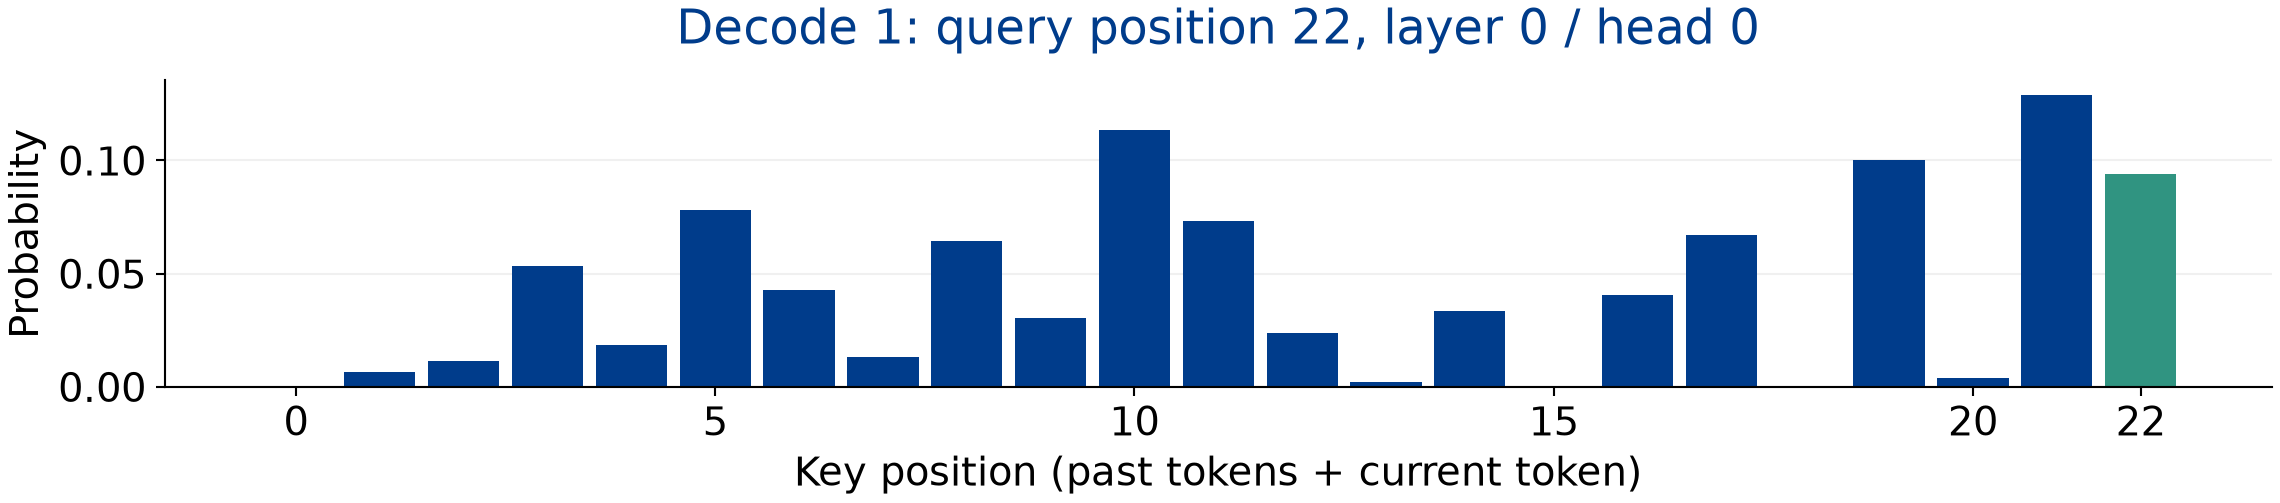 Decode 1: query position 22, layer 0 / head 0
Probability
0.10
0.05
0.00
0 5 10 15 20 22
Key position (past tokens + current token)